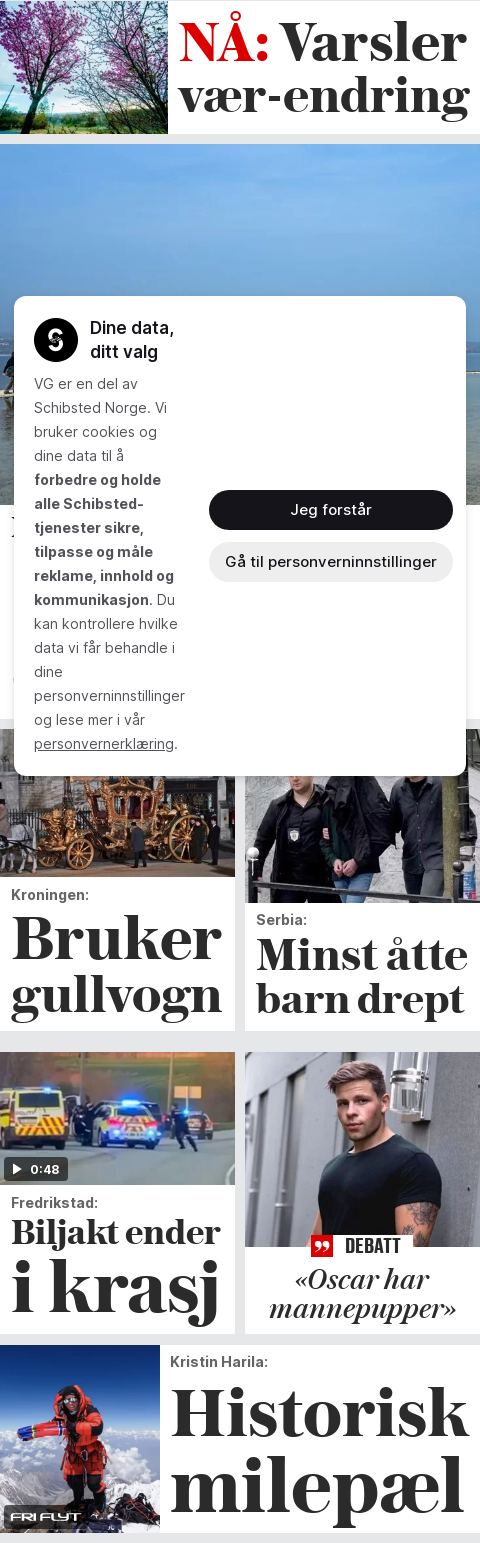 NÅ: Varsler
vær-endring
Dine data,
ditt valg
VG er en del av
Schibsted Norge. Vi
bruker cookies og
dine data til å
forbedre og holde
alle Schibsted-
tjenester sikre,
tilpasse og måle
reklame, innhold og
kommunikasjon. Du
kan kontrollere hvilke
data vi får behandle i
dine
personverninnstillinger
og lese mer i vår
personvernerklæring.
Jeg forstår
Gå til personverninnstillinger
Kroningen:
Bruker
gullvogn
Serbia:
Minst åtte
barn drept
0:48
Fredrikstad:
Biljakt ender
i krasj
DEBATT
«Oscar har
mannepupper»
FRI FLYT
Kristin Harila:
Historisk
milepæl